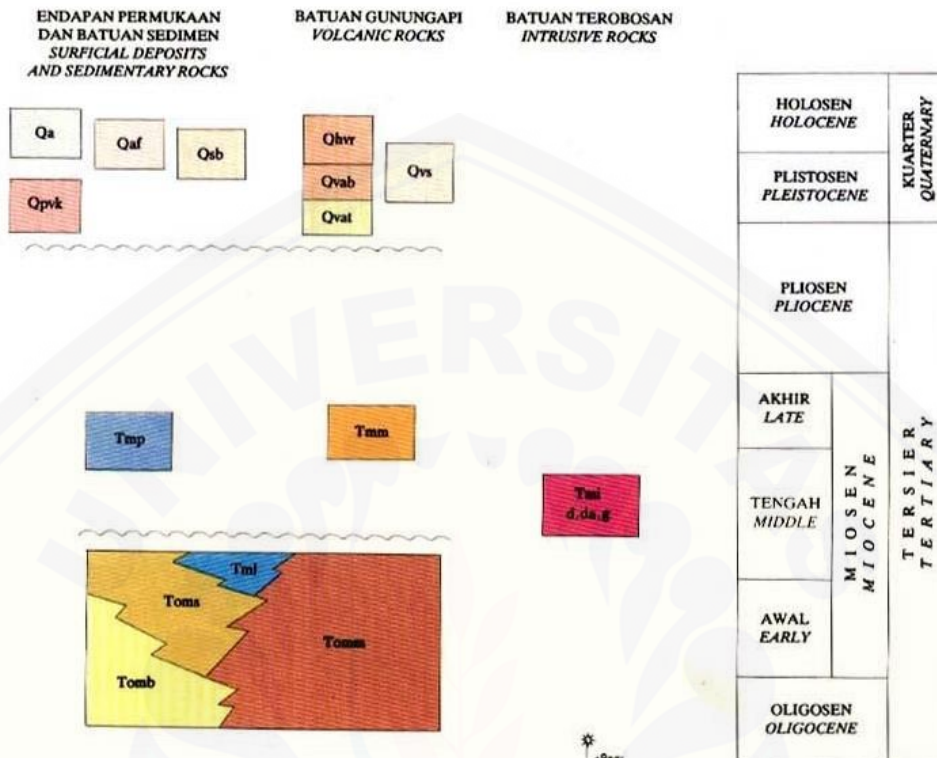 ENDAPAN PERMUKAAN
DAN BATUAN SEDIMEN
SURFICIAL DEPOSITS
AND SEDIMENTARY ROCKS
BATUAN GUNUNGAPI
VOLCANIC ROCKS
BATUAN TEROBOSAN
INTRUSIVE ROCKS
Qa
Qaf
Qsb
Qpvk
Qhvr
Qvab
Qvat
Qvs
Tmp
Tmm
Tmi
d,da,g
Tml
Toms
Tomm
Tomb
HOLOSEN
HOLOCENE
PLISTOSEN
PLEISTOCENE
KUARTER
QUATERNARY
PLIOSEN
PLIOCENE
AKHIR
LATE
TENGAH
MIDDLE
AWAL
EARLY
MIOSEN
MIOCENE
OLIGOSEN
OLIGOCENE
TERSIER
TERTIARY
UNIVERSITAS